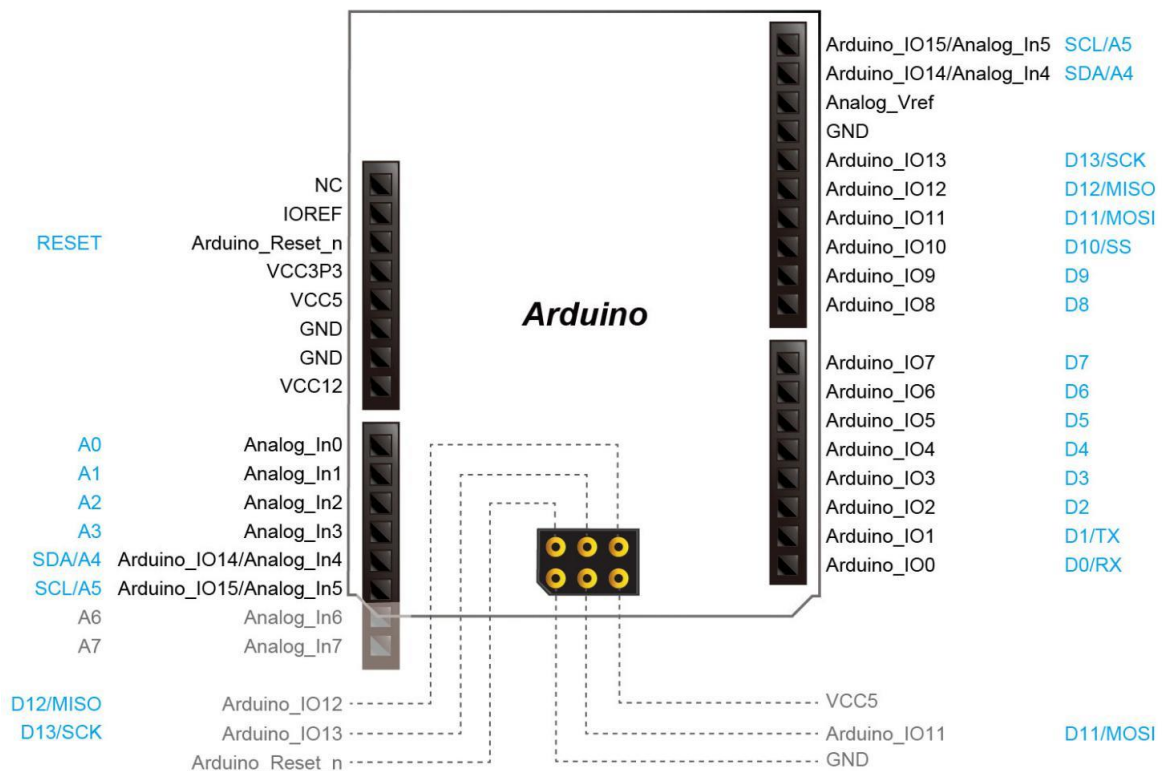 Arduino_IO15/Analog_In5 SCL/A5
Arduino_IO14/Analog_In4 SDA/A4
Analog_Vref
GND
Arduino_IO13 D13/SCK
Arduino_IO12 D12/MISO
Arduino_IO11 D11/MOSI
Arduino_IO10 D10/SS
Arduino_IO9 D9
Arduino_IO8 D8
NC
IOREF
RESET Arduino_Reset_n
VCC3P3
VCC5
GND
GND
VCC12
Arduino
Arduino_IO7 D7
Arduino_IO6 D6
Arduino_IO5 D5
Arduino_IO4 D4
Arduino_IO3 D3
Arduino_IO2 D2
Arduino_IO1 D1/TX
Arduino_IO0 D0/RX
A0 Analog_In0
A1 Analog_In1
A2 Analog_In2
A3 Analog_In3
SDA/A4 Arduino_IO14/Analog_In4
SCL/A5 Arduino_IO15/Analog_In5
A6 Analog_In6
A7 Analog_In7
D12/MISO Arduino_IO12
D13/SCK Arduino_IO13
Arduino_Reset_n
VCC5
Arduino_IO11 D11/MOSI
GND